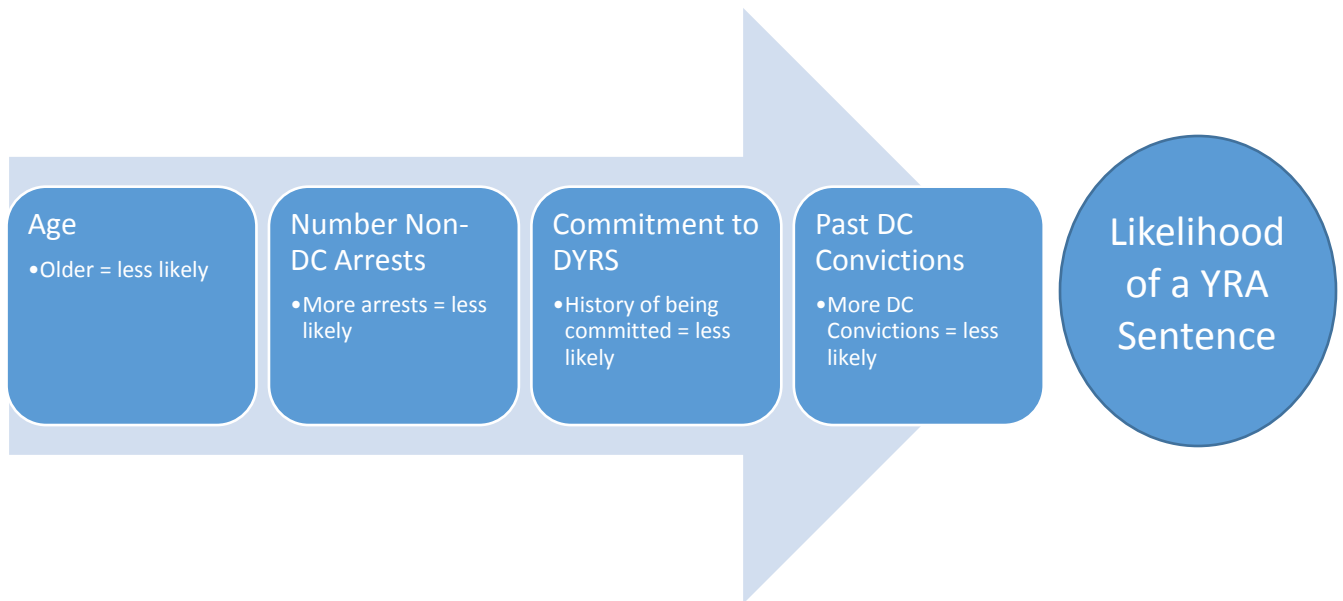 Age
•Older = less likely
Number Non-
DC Arrests
•More arrests = less
likely
Commitment to
DYRS
•History of being
committed = less
likely
Past DC
Convictions
•More DC
Convictions = less
likely
Likelihood
of a YRA
Sentence